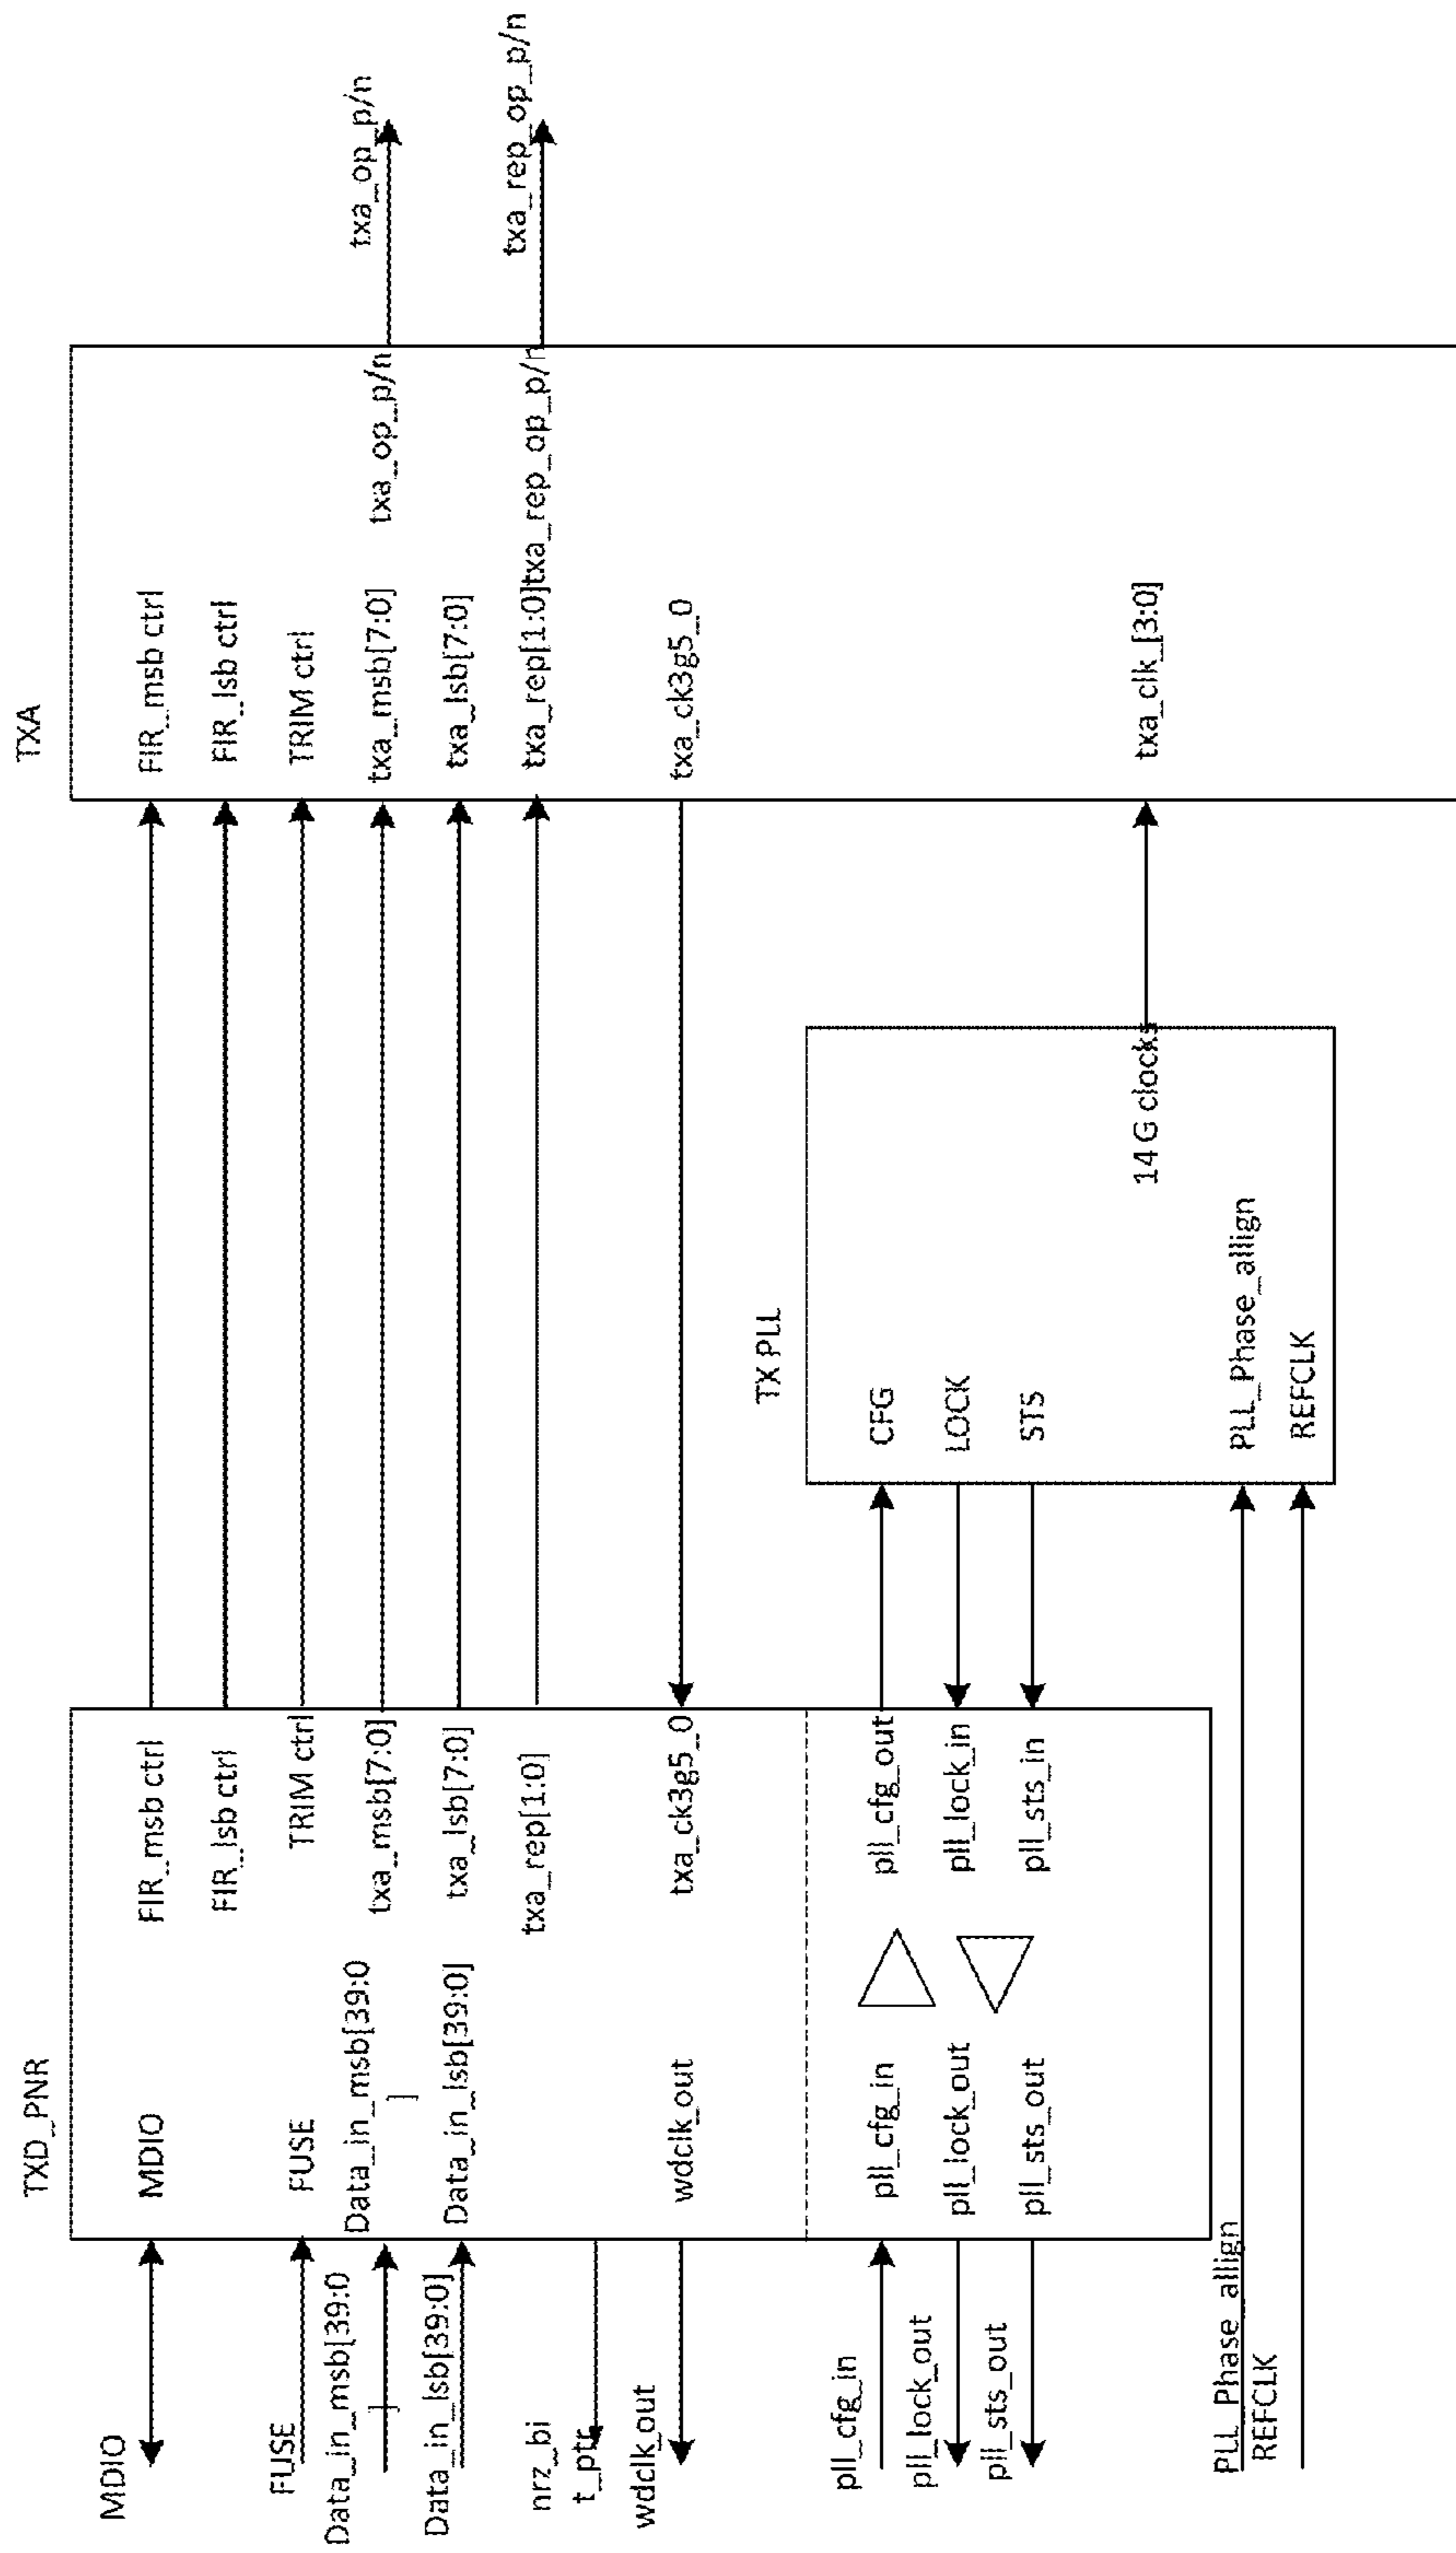 TXD_PNR
TXA
MDIO
MDIO
FIR_msb ctrl
FIR_msb ctrl
FIR_lsb ctrl
FIR_lsb ctrl
FUSE
FUSE
TRIM ctrl
TRIM ctrl
Data_in_msb[39:0
]
Data_in_msb[39:0
]
txa_msb[7:0]
txa_msb[7:0]
txa_op_p/n
txa_op_p/n
Data_in_lsb[39:0]
Data_in_lsb[39:0]
txa_lsb[7:0]
txa_lsb[7:0]
txa_rep[1:0]
txa_rep[1:0]txa_rep_op_p/n
txa_rep_op_p/n
nrz_bi
t_ptr
wdclk_out
wdclk_out
txa_ck3g5_0
txa_ck3g5_0
TX PLL
pll_cfg_in
pll_cfg_in
pll_cfg_out
CFG
pll_lock_out
pll_lock_out
pll_lock_in
LOCK
pll_sts_out
pll_sts_out
pll_sts_in
STS
14 G clocks
txa_clk_[3:0]
PLL_Phase_allign
PLL_Phase_allign
REFCLK
REFCLK